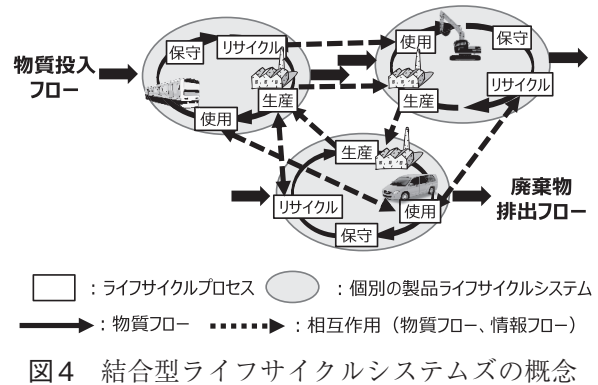 物質投入
フロー
保守
リサイクル
生産
使用
使用
保守
リサイクル
生産
生産
リサイクル
使用
保守
廃棄物
排出フロー
：ライフサイクルプロセス
：個別の製品ライフサイクルシステム
：物質フロー
：相互作用（物質フロー、情報フロー）
図4　結合型ライフサイクルシステムズの概念